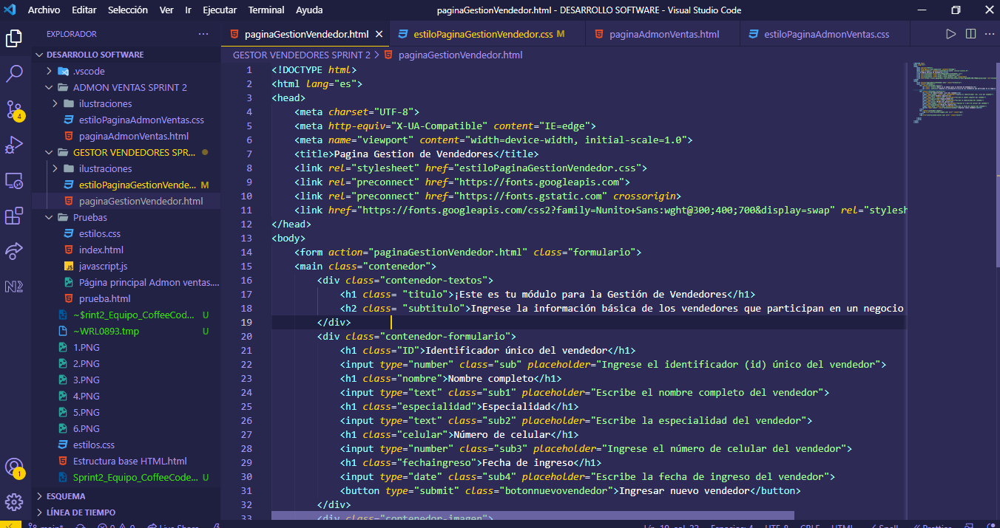 Archivo Editar Selección Ver Ir Ejecutar Terminal Ayuda paginaGestionVendedor.html - DESARROLLO SOFTWARE - Visual Studio Code
EXPLORADOR
DESARROLLO SOFTWARE
.vscode
ADMON VENTAS SPRINT 2
ilustraciones
estiloPaginaAdmonVentas.css
paginaAdmonVentas.html
GESTOR VENDEDORES SPR...
ilustraciones
estiloPaginaGestionVende... M
paginaGestionVendedor.html
Pruebas
estilos.css
index.html
JS javascript.js
Página principal Admon ventas....
prueba.html
~$rint2_Equipo_CoffeeCod... U
~WRL0893.tmp U
1.PNG
2.PNG
3.PNG
4.PNG
5.PNG
6.PNG
estilos.css
Estructura base HTML.html
Sprint2_Equipo_CoffeeCode... U
ESQUEMA
LÍNEA DE TIEMPO
4
1
paginaGestionVendedor.html estiloPaginaGestionVendedor.css M paginaAdmonVentas.html estiloPaginaAdmonVentas.css
GESTOR VENDEDORES SPRINT 2 > paginaGestionVendedor.html
1 <!DOCTYPE html>
2 <html lang="es">
3 <head>
4 <meta charset="UTF-8">
5 <meta http-equiv="X-UA-Compatible" content="IE=edge">
6 <meta name="viewport" content="width=device-width, initial-scale=1.0">
7 <title>Pagina Gestion de Vendedores</title>
8 <link rel="stylesheet" href="estiloPaginaGestionVendedor.css">
9 <link rel="preconnect" href="https://fonts.googleapis.com">
10 <link rel="preconnect" href="https://fonts.gstatic.com" crossorigin>
11 <link href="https://fonts.googleapis.com/css2?family=Nunito+Sans:wght@300;400;700&display=swap" rel="stylesh
12 </head>
13 <body>
14 <form action="paginaGestionVendedor.html" class="formulario">
15 <main class="contenedor">
16 <div class="contenedor-textos">
17 <h1 class= "titulo">¡Este es tu módulo para la Gestión de Vendedores</h1>
18 <h2 class= "subtitulo">Ingrese la información básica de los vendedores que participan en un negocio
19 </div>
20 <div class="contenedor-formulario">
21 <h1 class="ID">Identificador único del vendedor</h1>
22 <input type="number" class="sub" placeholder="Ingrese el identificador (id) único del vendedor">
23 <h1 class="nombre">Nombre completo</h1>
24 <input type="text" class="sub1" placeholder="Escribe el nombre completo del vendedor">
25 <h1 class="especialidad">Especialidad</h1>
26 <input type="text" class="sub2" placeholder="Escribe la especialidad del vendedor">
27 <h1 class="celular">Número de celular</h1>
28 <input type="number" class="sub3" placeholder="Ingrese el número de celular del vendedor">
29 <h1 class="fechaingreso">Fecha de ingreso</h1>
30 <input type="date" class="sub4" placeholder="Escribe la fecha de ingreso del vendedor">
31 <button type="submit" class="botonnuevovendedor">Ingresar nuevo vendedor</button>
32 </div>
33 <div class="contenedor-imagen">
main* 0 0 Live Share Ln 19, col. 23 Espacios: 4 UTF-8 CRLF HTML Spell Prettier